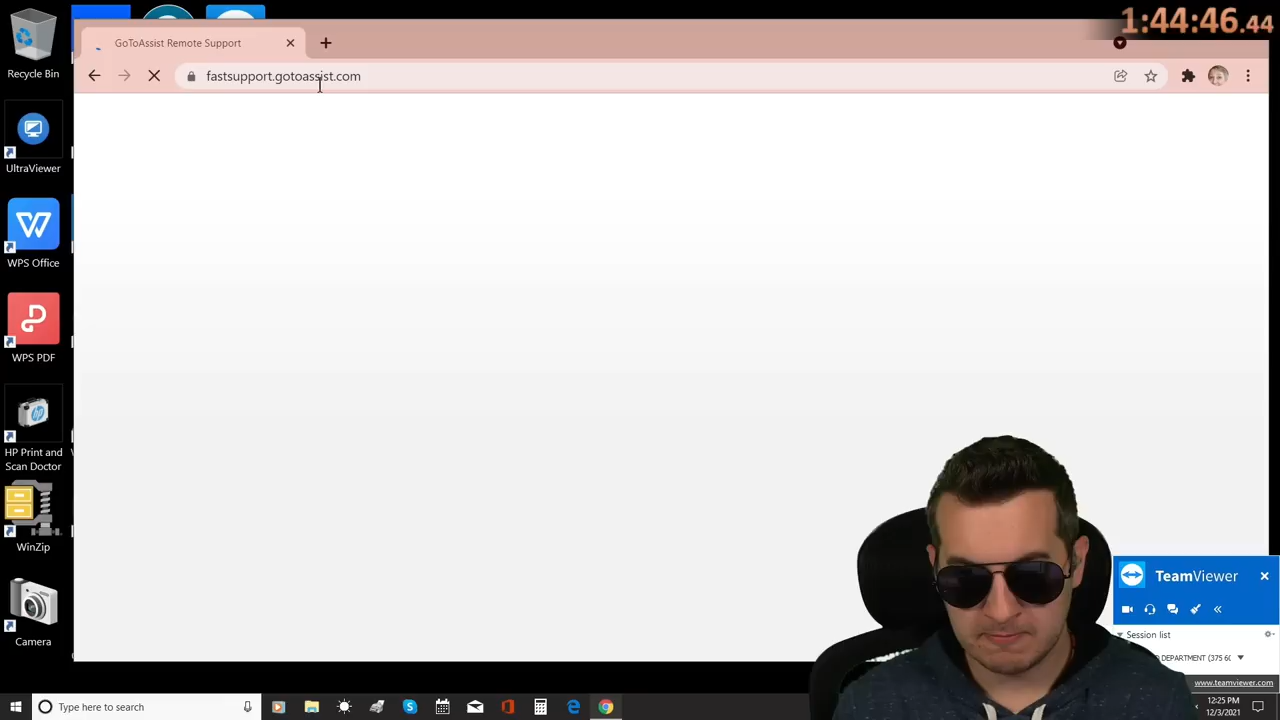 1:44:46.44
GoToAssist Remote Support
fastsupport.gotoassist.com
Recycle Bin
UltraViewer
WPS Office
WPS PDF
HP Print and
Scan Doctor
WinZip
Camera
TeamViewer
Session list
DEPARTMENT (375
www.teamviewer.com
Type here to search
12:25 PM
12/3/2021